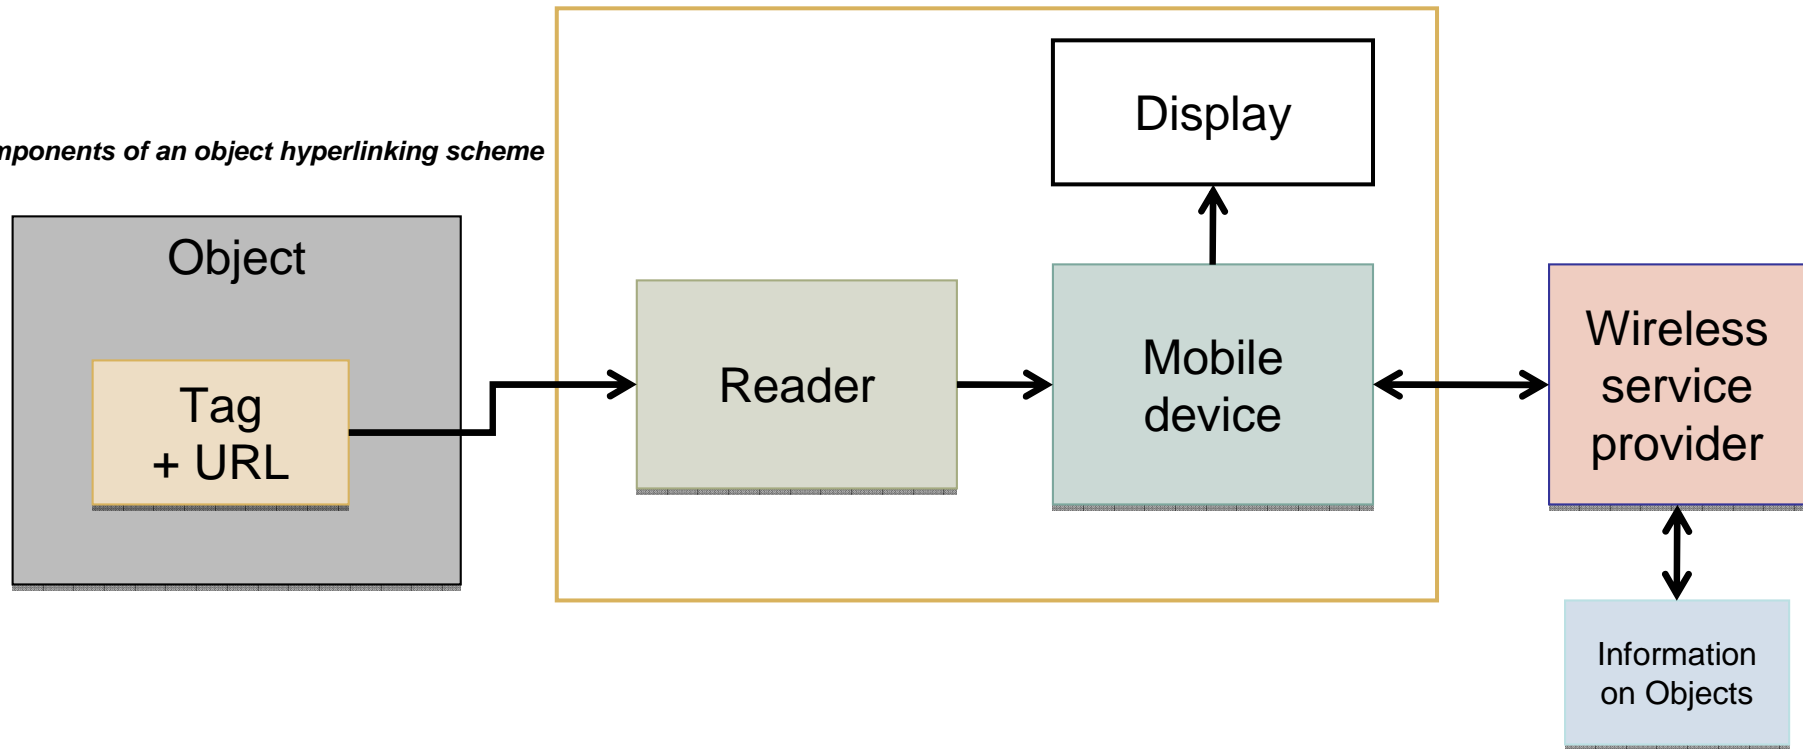 mponents of an object hyperlinking scheme
Display
Object
Tag
+ URL
Reader
Mobile
device
Wireless
service
provider
Information
on Objects